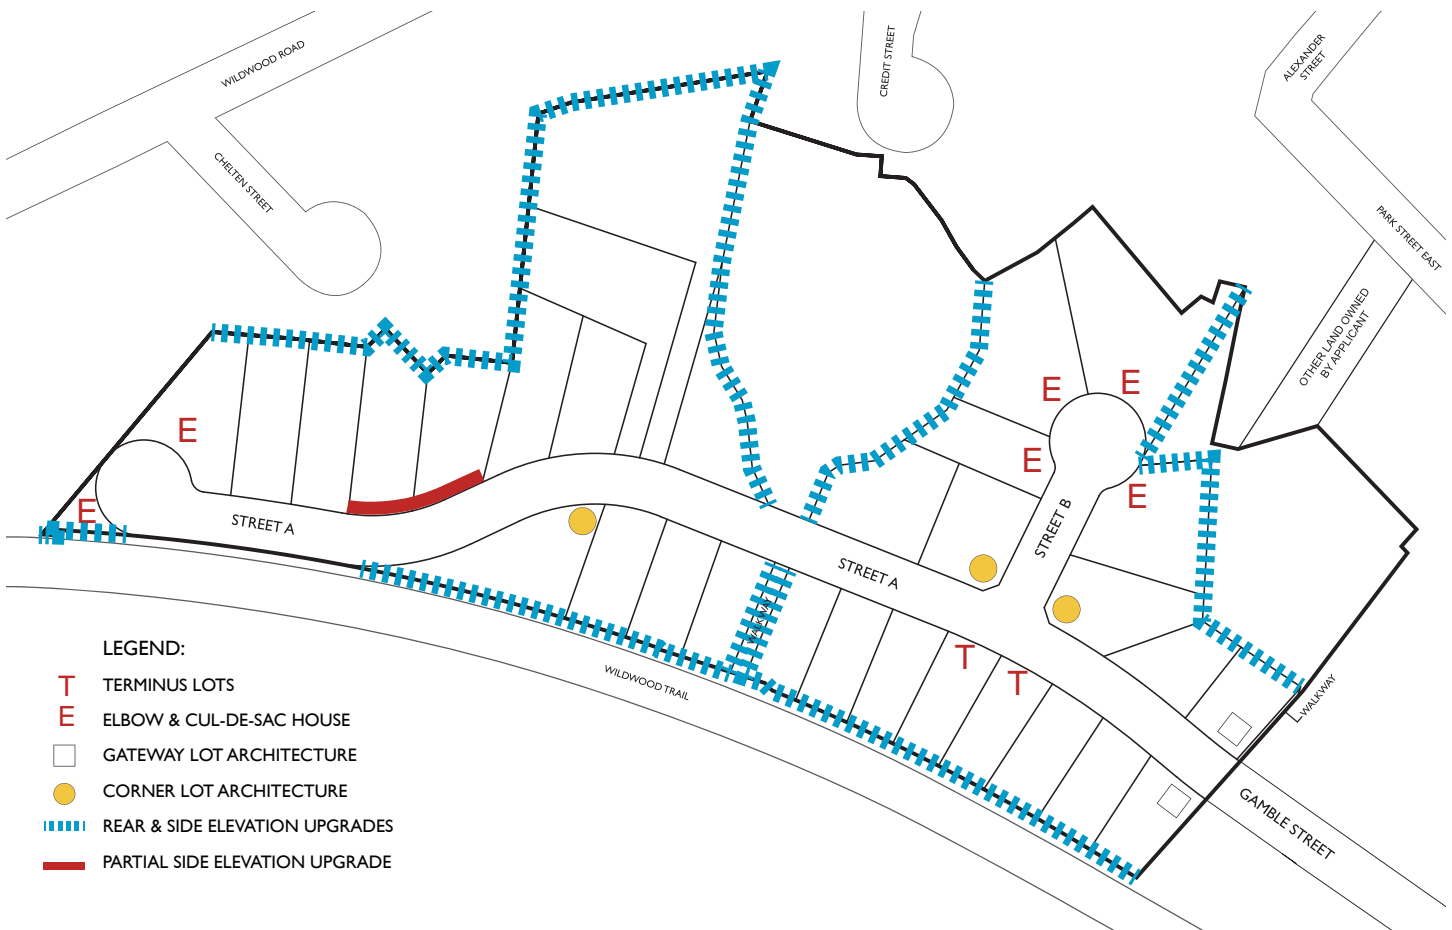 WILDWOOD ROAD
CREDIT STREET
ALEXANDER
STREET
CHELTEN STREET
PARK STREET EAST
OTHER LAND OWNED
BY APPLICANT
E
E
E
E
E
E
STREET A
STREET B
STREET A
WALKWAY
T
T
WILDWOOD TRAIL
WALKWAY
GAMBLE STREET
LEGEND:
T TERMINUS LOTS
E ELBOW & CUL-DE-SAC HOUSE
GATEWAY LOT ARCHITECTURE
CORNER LOT ARCHITECTURE
REAR & SIDE ELEVATION UPGRADES
PARTIAL SIDE ELEVATION UPGRADE